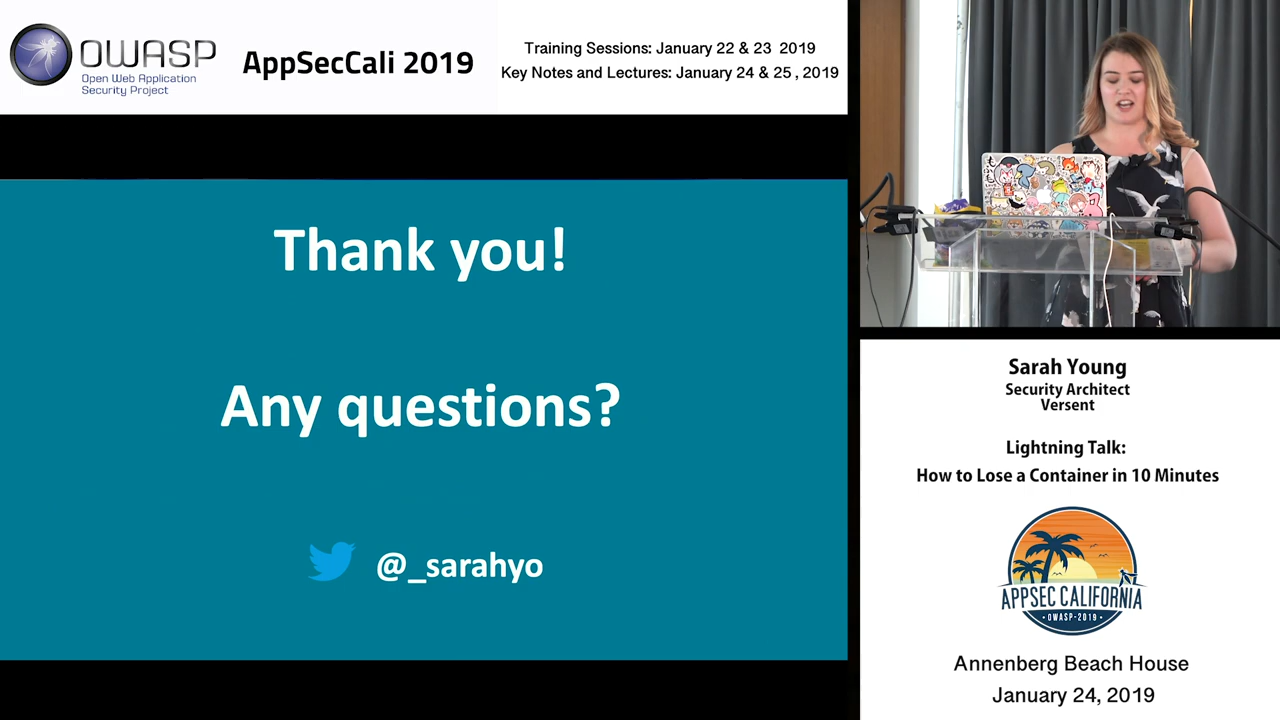 OWASP
Open Web Application
Security Project
AppSecCali 2019
Training Sessions: January 22 & 23 2019
Key Notes and Lectures: January 24 & 25, 2019
Thank you!
Any questions?
@_sarahyo
Sarah Young
Security Architect
Versent
Lightning Talk:
How to Lose a Container in 10 Minutes
APPSEC CALIFORNIA
• OWASP-2019 •
Annenberg Beach House
January 24, 2019